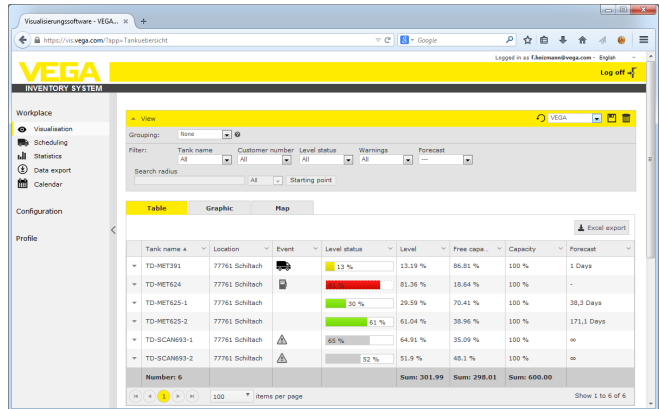 Visualisierungssoftware - VEGA...
https://vis.vega.com/?app=Tankuebersicht
Google
Logged in as f.heizmann@vega.com - English
VEGA
Log off
INVENTORY SYSTEM
Workplace
Visualisation
Scheduling
Statistics
Data export
Calendar
Configuration
Profile
View
VEGA
Grouping: None
Filter: Tank name Customer number Level status Warnings Forecast
All All All All ---
Search radius
All Starting point
Table Graphic Map
Excel export
Tank name Location Event Level status Level Free capa... Capacity Forecast
TD-MET391 77761 Schiltach 13 % 13.19 % 86.81 % 100 % 1 Days
TD-MET624 77761 Schiltach 81 % 81.36 % 18.64 % 100 % -
TD-MET625-1 77761 Schiltach 30 % 29.59 % 70.41 % 100 % 38,3 Days
TD-MET625-2 77761 Schiltach 61 % 61.04 % 38.96 % 100 % 171,1 Days
TD-SCAN693-1 77761 Schiltach 65 % 64.91 % 35.09 % 100 % ∞
TD-SCAN693-2 77761 Schiltach 52 % 51.9 % 48.1 % 100 % ∞
Number: 6 Sum: 301.99 Sum: 298.01 Sum: 600.00
1 100 items per page Show 1 to 6 of 6